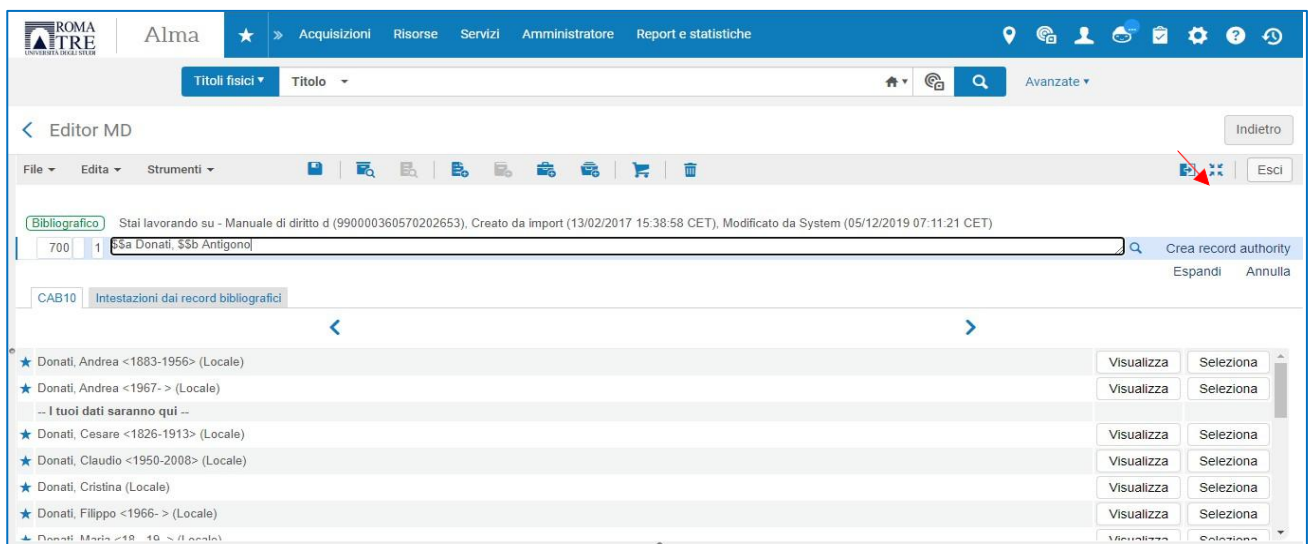 ROMA
TRE
UNIVERSITÀ DEGLI STUDI
Alma
Acquisizioni Risorse Servizi Amministratore Report e statistiche
Titoli fisici Titolo Avanzate
Editor MD Indietro
File Edita Strumenti Esci
Bibliografico Stai lavorando su - Manuale di diritto d (990000360570202653), Creato da import (13/02/2017 15:38:58 CET), Modificato da System (05/12/2019 07:11:21 CET)
700 1 $$a Donati, $$b Antigono Crea record authority
Espandi Annulla
CAB10 Intestazioni dai record bibliografici
Donati, Andrea <1883-1956> (Locale) Visualizza Seleziona
Donati, Andrea <1967- > (Locale) Visualizza Seleziona
-- I tuoi dati saranno qui --
Donati, Cesare <1826-1913> (Locale) Visualizza Seleziona
Donati, Claudio <1950-2008> (Locale) Visualizza Seleziona
Donati, Cristina (Locale) Visualizza Seleziona
Donati, Filippo <1966- > (Locale) Visualizza Seleziona
Donati, Maria (Locale) Visualizza Seleziona